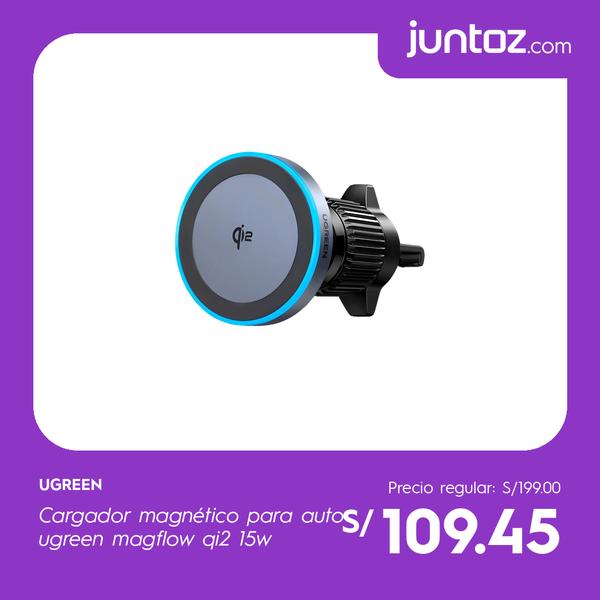 juntoz.com
qi2
UGREEN
UGREEN
Precio regular: S/199.00
Cargador magnético para auto
ugreen magflow qi2 15w
S/ 109.45